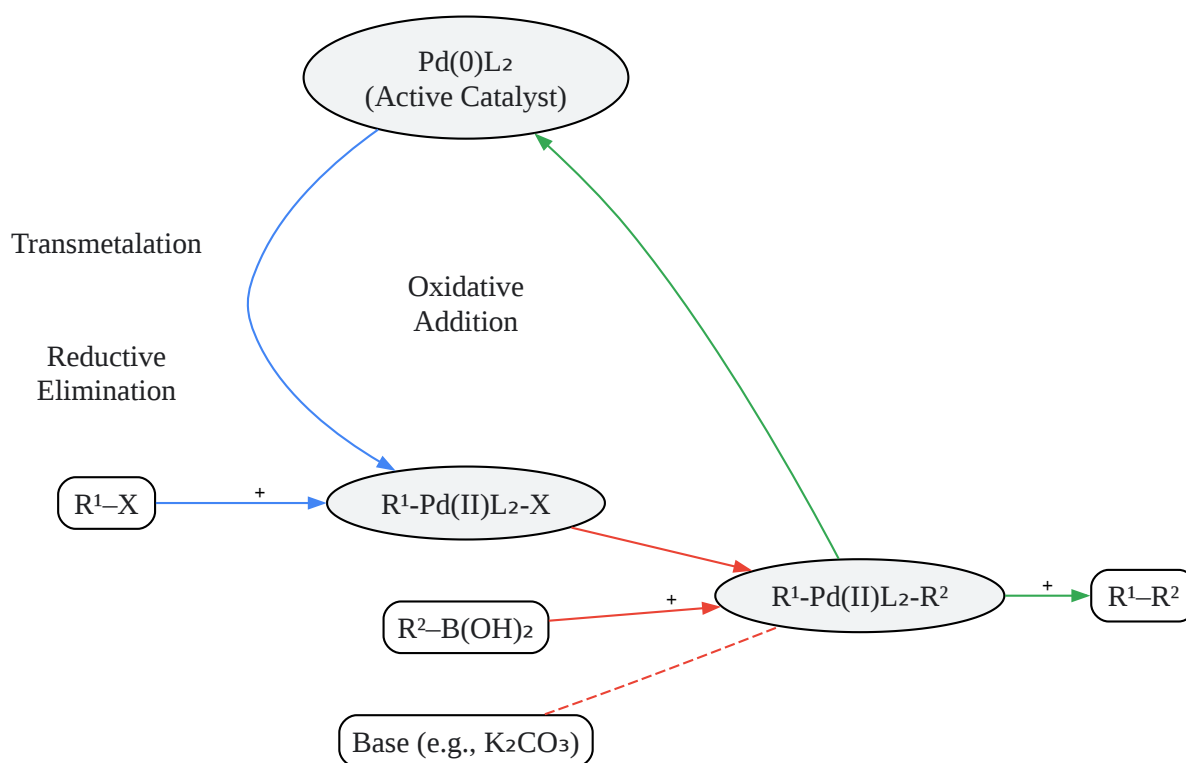 Pd(0)L₂
(Active Catalyst)
Transmetalation
Oxidative
Addition
Reductive
Elimination
R¹–X
+
R¹-Pd(II)L₂-X
R²–B(OH)₂
+
R¹-Pd(II)L₂-R²
+
R¹–R²
Base (e.g., K₂CO₃)